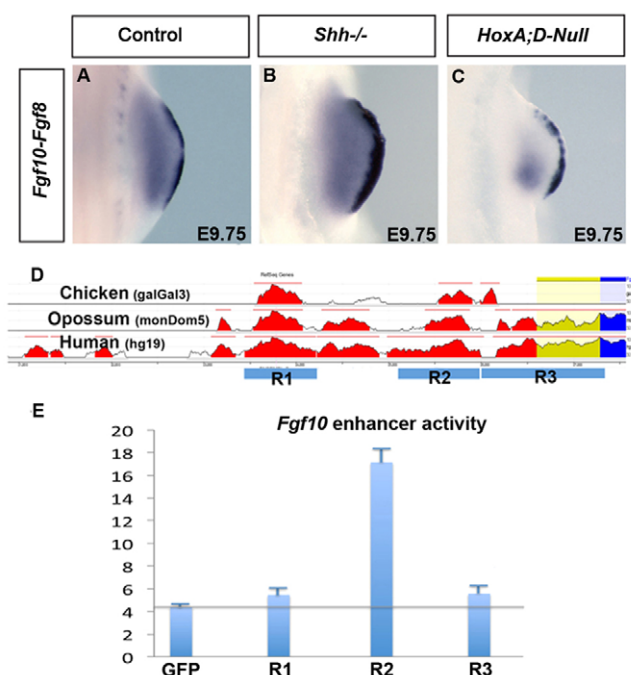 Control
Shh-/-
HoxA;D-Null
Fgf10-Fgf8
A
B
C
E9.75
E9.75
E9.75
D
RefSeq Genes
Chicken (galGal3)
Opossum (monDom5)
Human (hg19)
R1
R2
R3
E
Fgf10 enhancer activity
20
18
16
14
12
10
8
6
4
2
0
GFP
R1
R2
R3